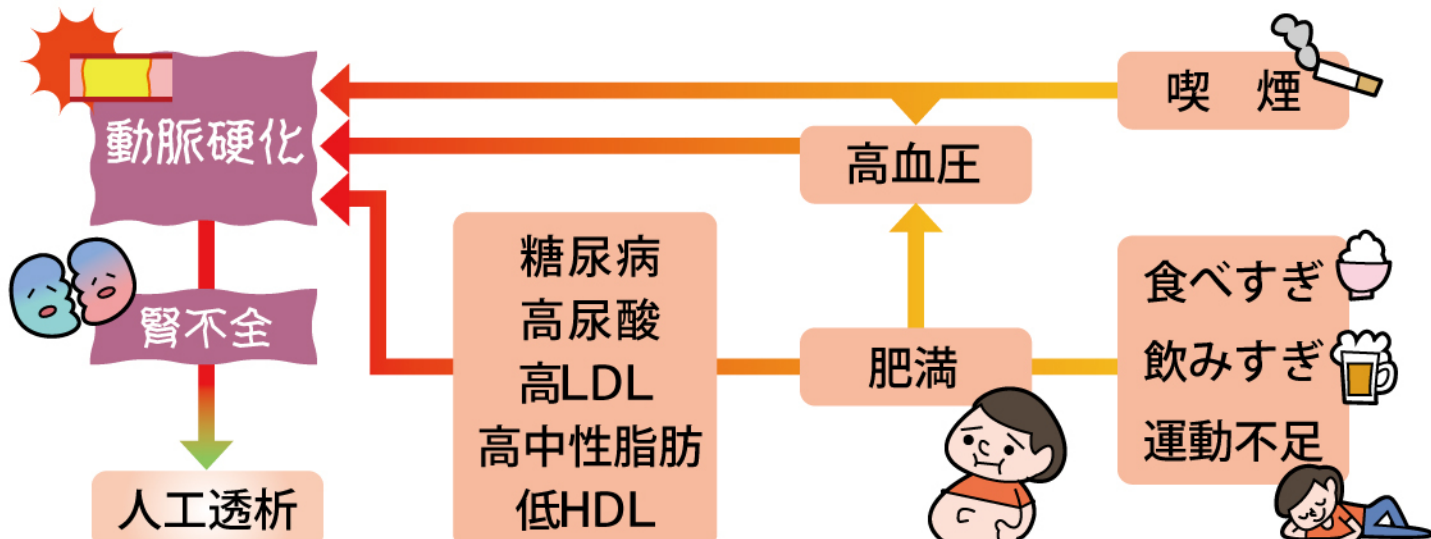 動脈硬化
腎不全
人工透析
糖尿病
高尿酸
高LDL
高中性脂肪
低HDL
高血圧
肥満
喫　煙
食べすぎ
飲みすぎ
運動不足